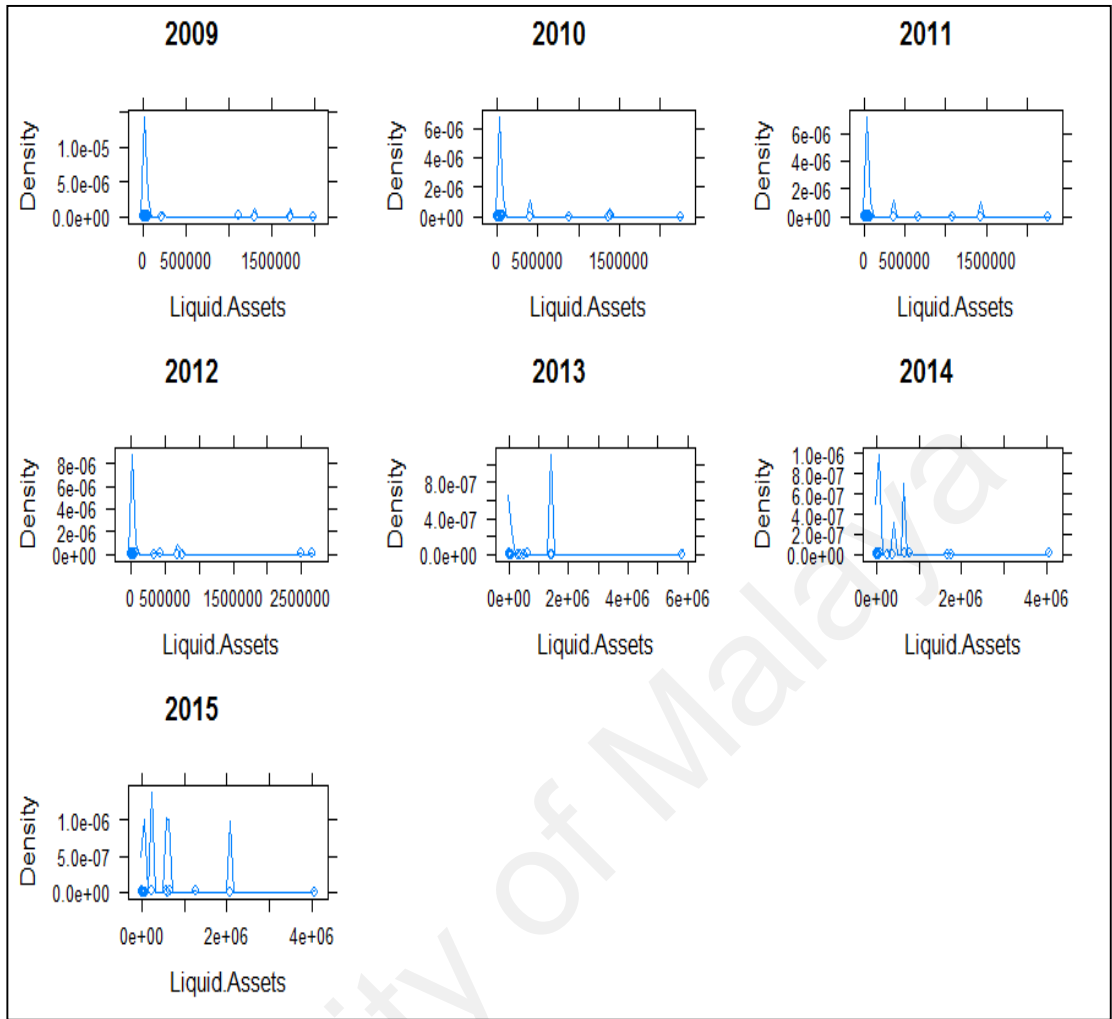 2009
Density
1.0e-05
5.0e-06
0.0e+00
0 500000 1500000
Liquid.Assets
2010
Density
6e-06
4e-06
2e-06
0e+00
0 500000 1500000
Liquid.Assets
2011
Density
6e-06
4e-06
2e-06
0e+00
0 500000 1500000
Liquid.Assets
2012
Density
8e-06
6e-06
4e-06
2e-06
0e+00
0 500000 1500000 2500000
Liquid.Assets
2013
Density
8.0e-07
4.0e-07
0.0e+00
0e+00 2e+06 4e+06 6e+06
Liquid.Assets
2014
Density
1.0e-06
8.0e-07
6.0e-07
4.0e-07
2.0e-07
0.0e+00
0e+00 2e+06 4e+06
Liquid.Assets
2015
Density
1.0e-06
5.0e-07
0.0e+00
0e+00 2e+06 4e+06
Liquid.Assets
ity of Malaya